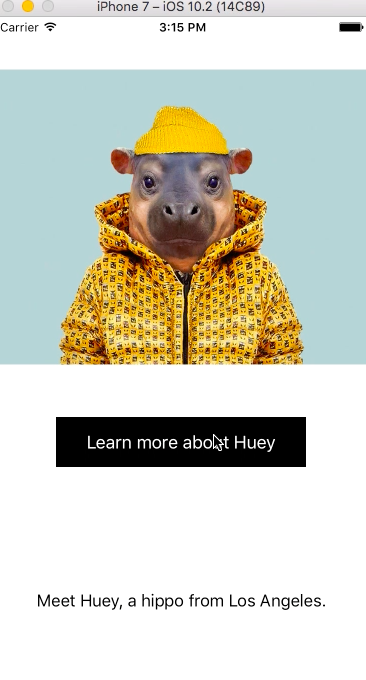 iPhone 7 – iOS 10.2 (14C89)
Carrier 3:15 PM
Learn more about Huey
Meet Huey, a hippo from Los Angeles.